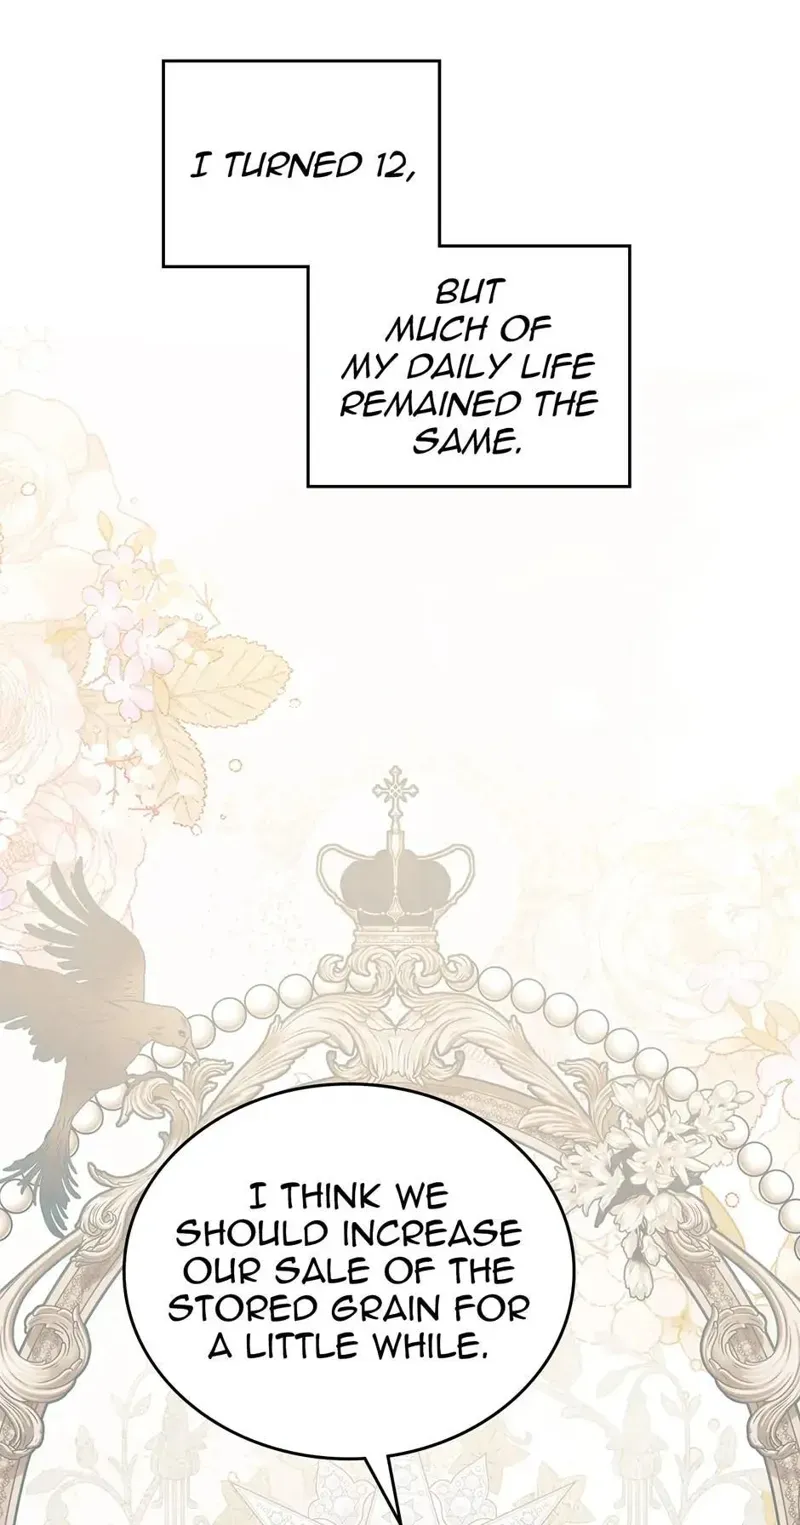 I TURNED 12,
BUT
MUCH OF
MY DAILY LIFE
REMAINED THE
SAME.
I THINK WE
SHOULD INCREASE
OUR SALE OF THE
STORED GRAIN FOR
A LITTLE WHILE.